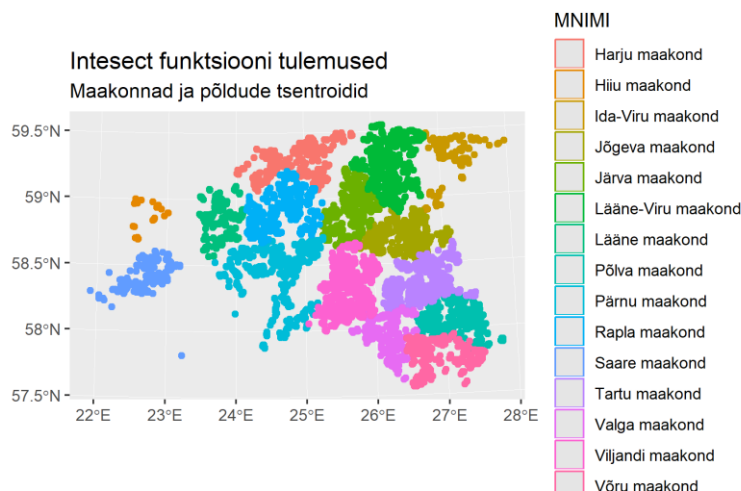 Intesect funktsiooni tulemused
Maakonnad ja põldude tsentroidid
59.5°N
59°N
58.5°N
58°N
57.5°N
22°E
23°E
24°E
25°E
26°E
27°E
28°E
MNIMI
Harju maakond
Hiiu maakond
Ida-Viru maakond
Jõgeva maakond
Järva maakond
Lääne-Viru maakond
Lääne maakond
Põlva maakond
Pärnu maakond
Rapla maakond
Saare maakond
Tartu maakond
Valga maakond
Viljandi maakond
Võru maakond